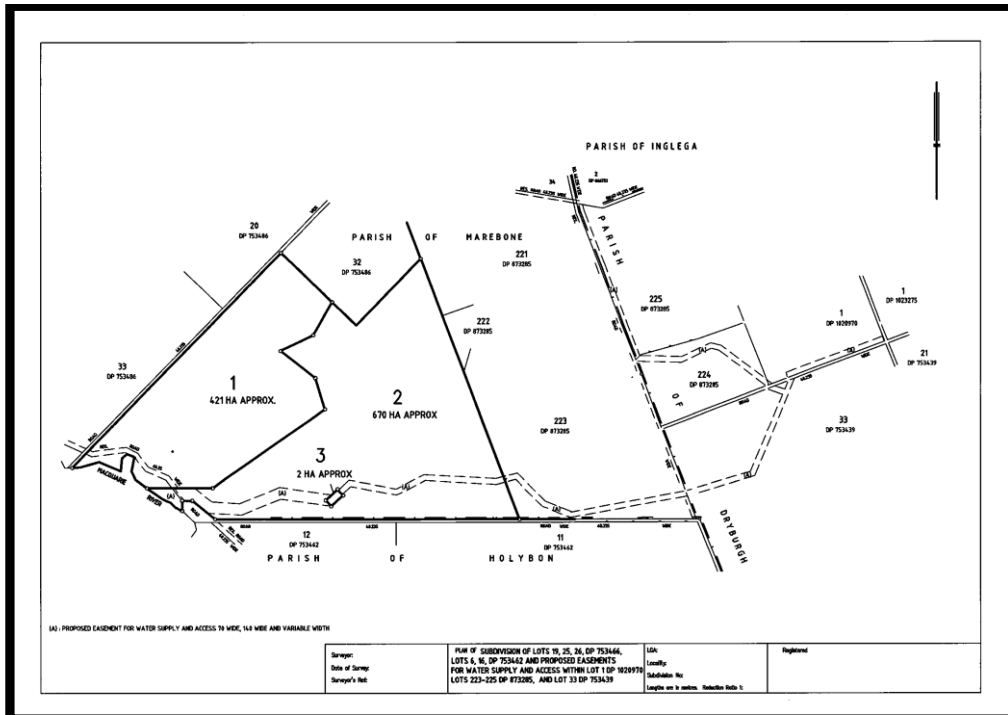 PARISH OF INGLEGA
34
2
20
DP 753486
PARISH OF MAREBONE
32
DP 753486
221
DP 873285
PARISH
225
DP 873285
1
DP 1023275
1
DP 1020970
222
DP 873285
33
DP 753486
21
DP 753439
224
DP 873285
(A)
OF
1
421 HA APPROX.
2
670 HA APPROX
33
DP 753439
223
DP 873285
3
2 HA APPROX
MACQUARIE
RIVER
(A)
(A)
(A)
ROAD
DRYBURGH
12
DP 753462
11
DP 753462
PARISH OF HOLYBON
(A): PROPOSED EASEMENT FOR WATER SUPPLY AND ACCESS 70 WIDE, 140 WIDE AND VARIABLE WIDTH
Surveyor:
Date of Survey:
Surveyor's Ref:
PLAN OF SUBDIVISION OF LOTS 19, 25, 26, DP 753466,
LOTS 6, 16, DP 753462 AND PROPOSED EASEMENTS
FOR WATER SUPPLY AND ACCESS WITHIN LOT 1 DP 1020970
LOTS 223-225 DP 873285, AND LOT 33 DP 753439
LGA:
Locality:
Subdivision No:
Lengths are in metres. Reduction Ratio 1:
Registered